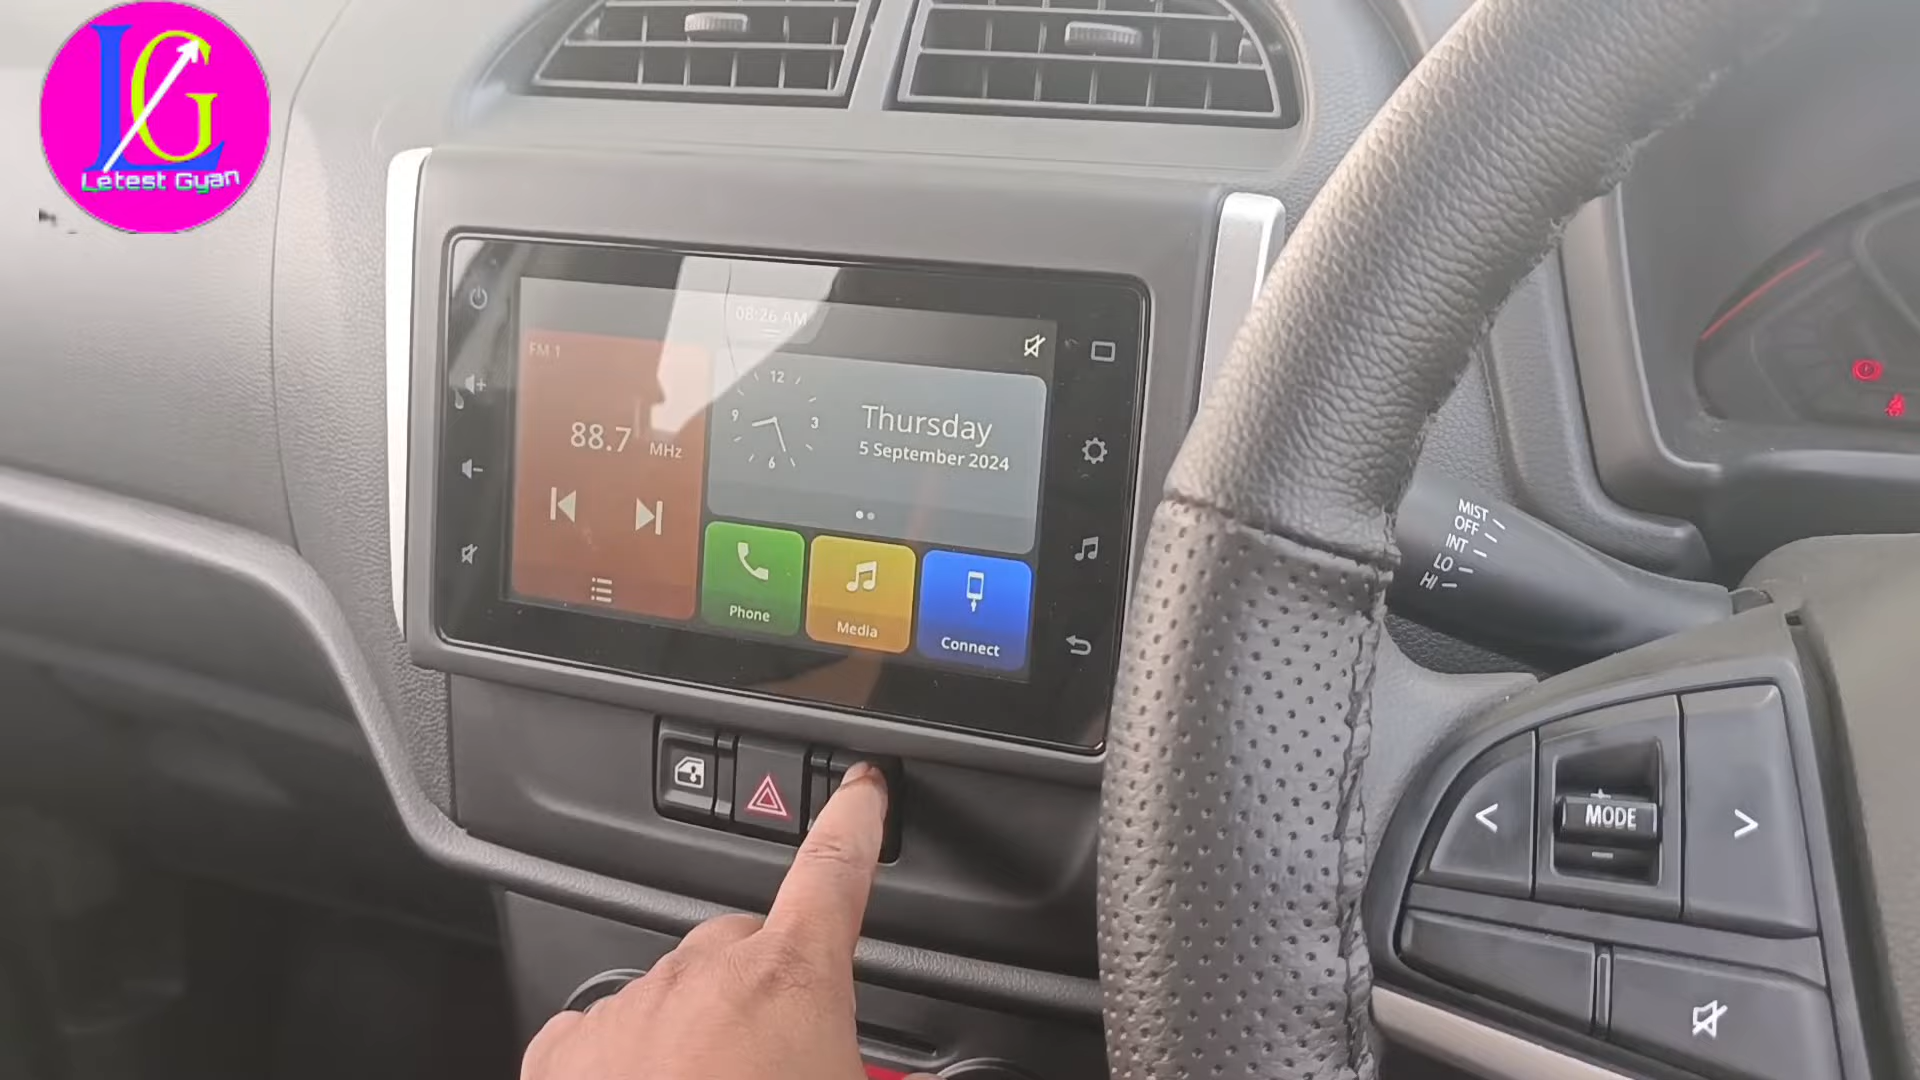 LG
Letest Gyan
08:26 AM
FM 1
88.7 MHz
12
9
3
6
Thursday
5 September 2024
Phone
Media
Connect
MIST
OFF
INT
LO
HI
<
+
MODE
-
>